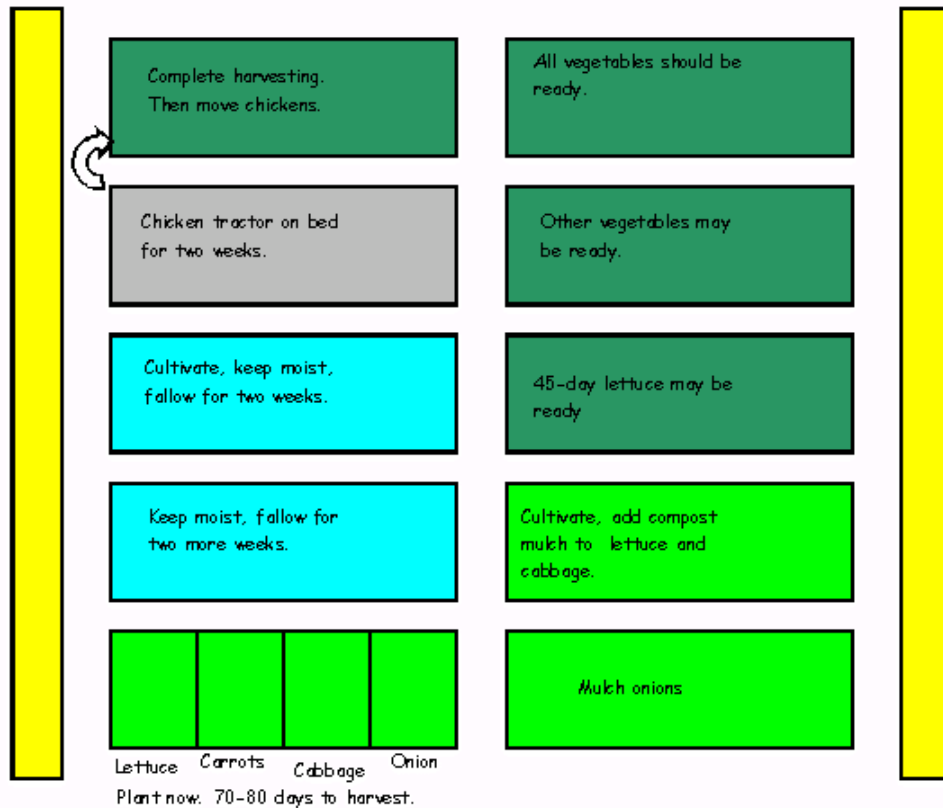 Complete harvesting.
Then move chickens.
All vegetables should be
ready.
Chicken tractor on bed
for two weeks.
Other vegetables may
be ready.
Cultivate, keep moist,
fallow for two weeks.
45-day lettuce may be
ready
Keep moist, fallow for
two more weeks.
Cultivate, add compost
mulch to lettuce and
cabbage.
Mulch onions
Lettuce Carrots Cabbage Onion
Plant now. 70-80 days to harvest.